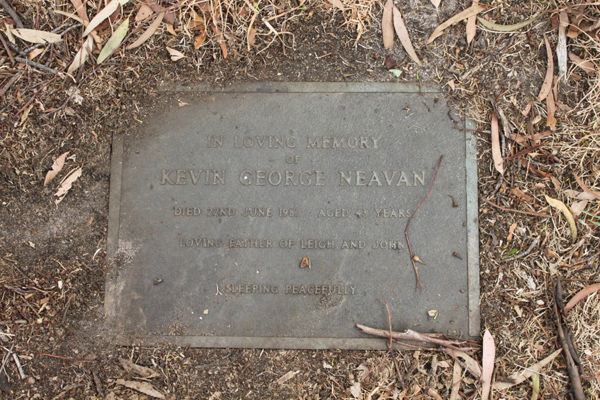 IN LOVING MEMORY
OF
KEVIN GEORGE NEAVAN
DIED 22ND JUNE AGED YEARS
LOVING FATHER OF LEIGH AND JOHN
SLEEPING PEACEFULLY